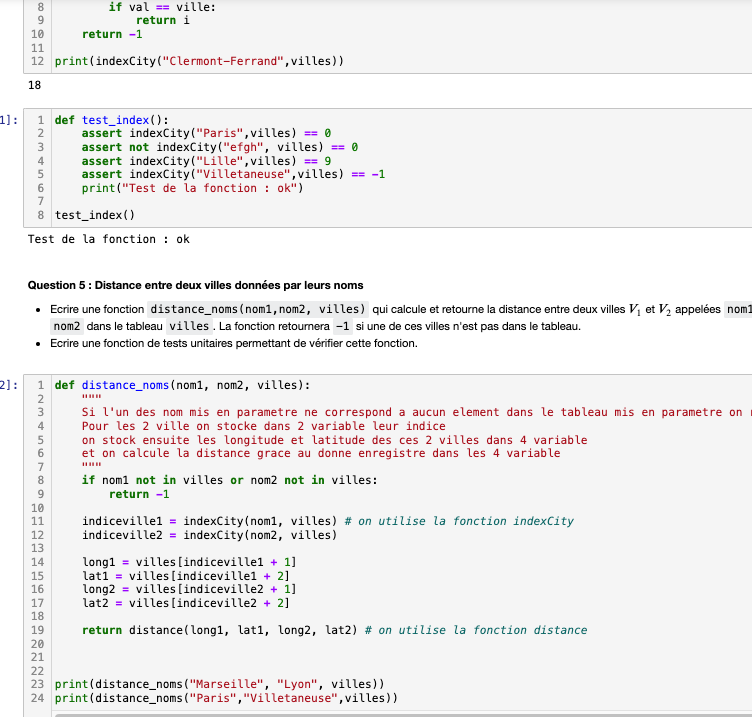 8 if val == ville:
9 return i
10 return -1
11
12 print(indexCity("Clermont-Ferrand",villes))
18
1]: 1 def test_index():
2 assert indexCity("Paris",villes) == 0
3 assert not indexCity("efgh", villes) == 0
4 assert indexCity("Lille",villes) == 9
5 assert indexCity("Villetaneuse",villes) == -1
6 print("Test de la fonction : ok")
7
8 test_index()
Test de la fonction : ok
Question 5 : Distance entre deux villes données par leurs noms
• Ecrire une fonction distance_noms(nom1,nom2, villes) qui calcule et retourne la distance entre deux villes V₁ et V₂ appelées nom1
nom2 dans le tableau villes. La fonction retournera -1 si une de ces villes n'est pas dans le tableau.
• Ecrire une fonction de tests unitaires permettant de vérifier cette fonction.
2]: 1 def distance_noms(nom1, nom2, villes):
2 """
3 Si l'un des nom mis en parametre ne correspond a aucun element dans le tableau mis en parametre on
4 Pour les 2 ville on stocke dans 2 variable leur indice
5 on stock ensuite les longitude et latitude des ces 2 villes dans 4 variable
6 et on calcule la distance grace au donne enregistre dans les 4 variable
7 """
8 if nom1 not in villes or nom2 not in villes:
9 return -1
10
11 indiceville1 = indexCity(nom1, villes) # on utilise la fonction indexCity
12 indiceville2 = indexCity(nom2, villes)
13
14 long1 = villes[indiceville1 + 1]
15 lat1 = villes[indiceville1 + 2]
16 long2 = villes[indiceville2 + 1]
17 lat2 = villes[indiceville2 + 2]
18
19 return distance(long1, lat1, long2, lat2) # on utilise la fonction distance
20
21
22
23 print(distance_noms("Marseille", "Lyon", villes))
24 print(distance_noms("Paris","Villetaneuse",villes))